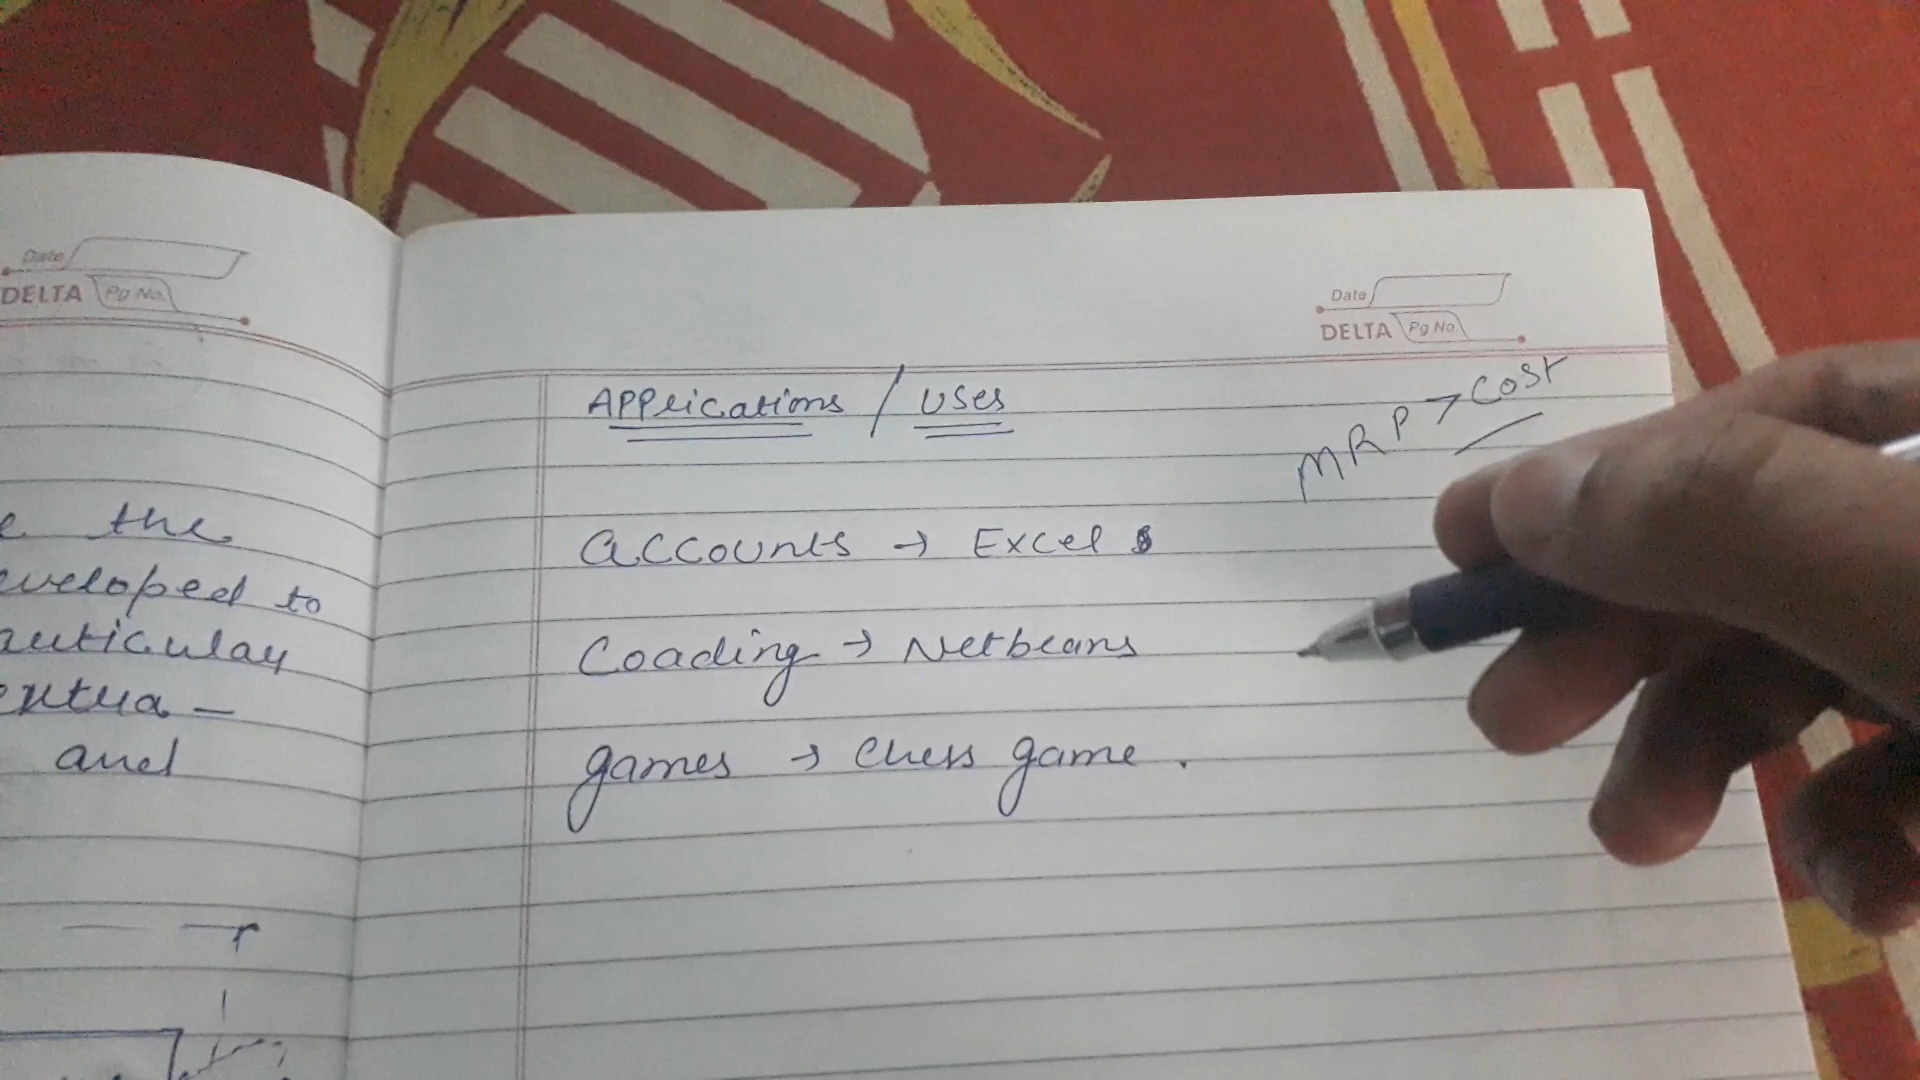 Date
DELTA Pg No.
e the
eveloped to
articular
extra -
and
Date
DELTA Pg No.
Applications / Uses
MRP > Cost
Accounts → Excel
Coading → Netbeans
games → Chess game.